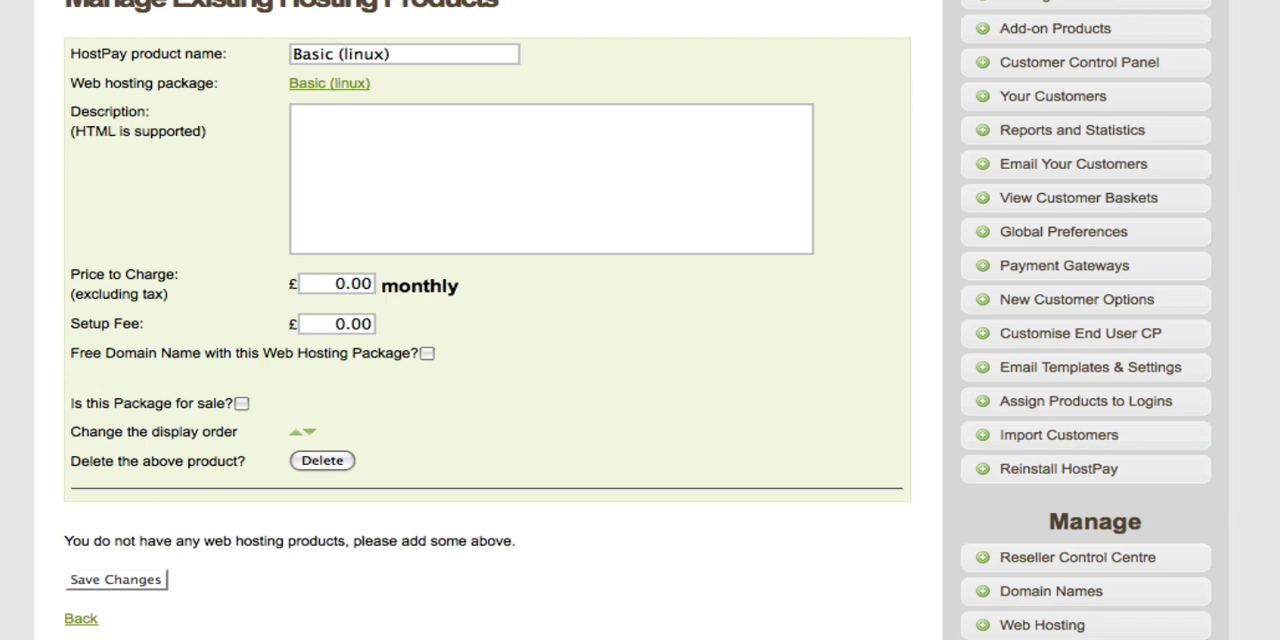 Manage Existing Hosting Products
HostPay product name:
Basic (linux)
Web hosting package:
Basic (linux)
Description:
(HTML is supported)
Price to Charge:
(excluding tax)
£ 0.00 monthly
Setup Fee:
£ 0.00
Free Domain Name with this Web Hosting Package?
Is this Package for sale?
Change the display order
Delete the above product?
Delete
You do not have any web hosting products, please add some above.
Save Changes
Back
Add-on Products
Customer Control Panel
Your Customers
Reports and Statistics
Email Your Customers
View Customer Baskets
Global Preferences
Payment Gateways
New Customer Options
Customise End User CP
Email Templates & Settings
Assign Products to Logins
Import Customers
Reinstall HostPay
Manage
Reseller Control Centre
Domain Names
Web Hosting